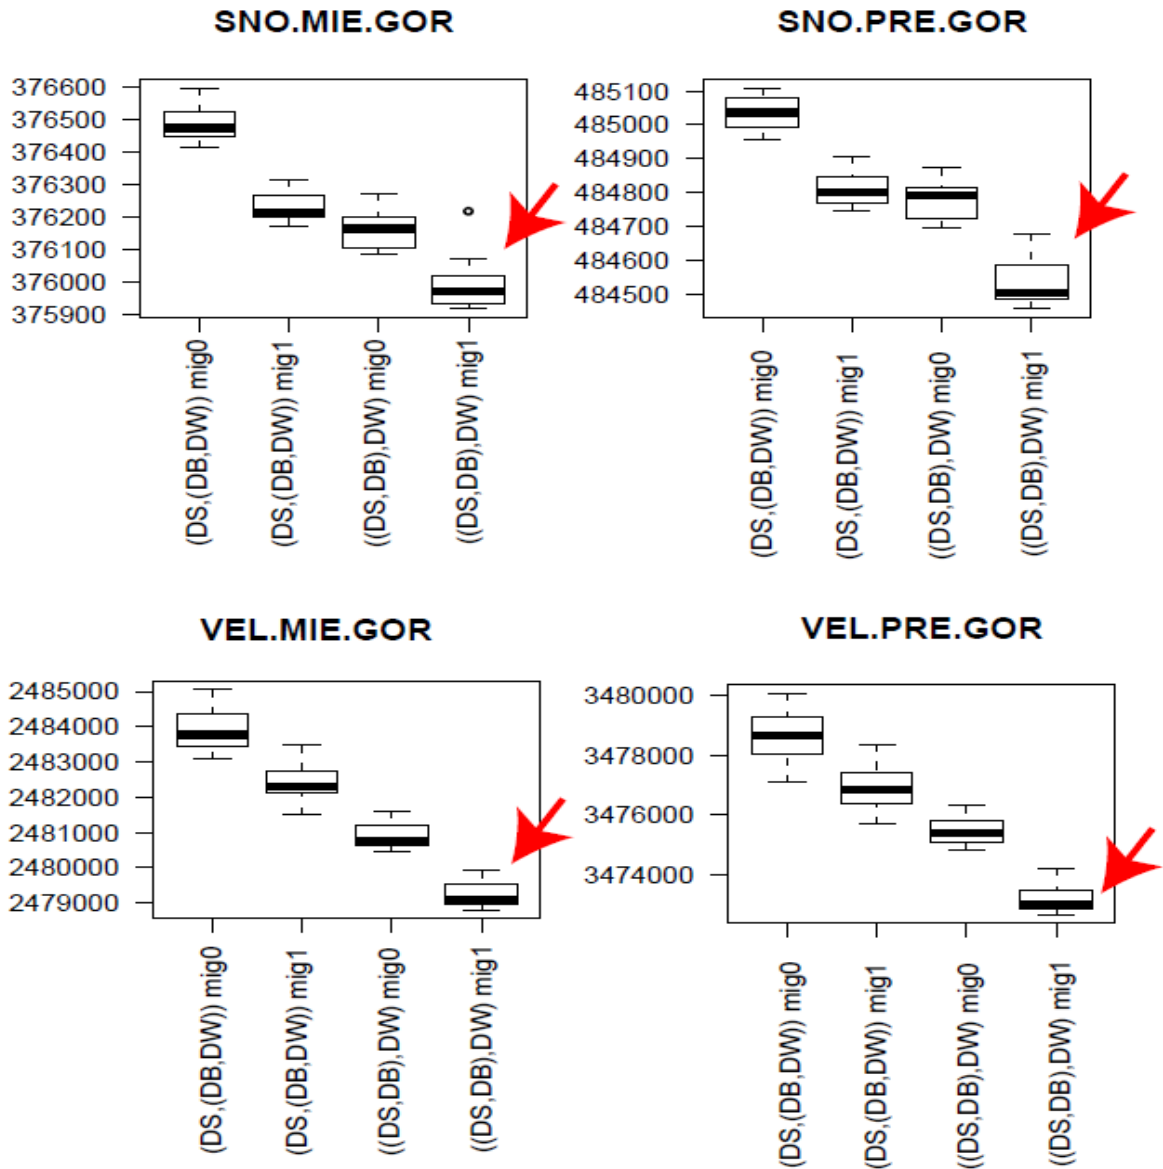 SNO.MIE.GOR
376600
376500
376400
376300
376200
376100
376000
375900
(DS,(DB,DW)) mig0
(DS,(DB,DW)) mig1
((DS,DB),DW) mig0
((DS,DB),DW) mig1
SNO.PRE.GOR
485100
485000
484900
484800
484700
484600
484500
(DS,(DB,DW)) mig0
(DS,(DB,DW)) mig1
((DS,DB),DW) mig0
((DS,DB),DW) mig1
VEL.MIE.GOR
2485000
2484000
2483000
2482000
2481000
2480000
2479000
(DS,(DB,DW)) mig0
(DS,(DB,DW)) mig1
((DS,DB),DW) mig0
((DS,DB),DW) mig1
VEL.PRE.GOR
3480000
3478000
3476000
3474000
(DS,(DB,DW)) mig0
(DS,(DB,DW)) mig1
((DS,DB),DW) mig0
((DS,DB),DW) mig1